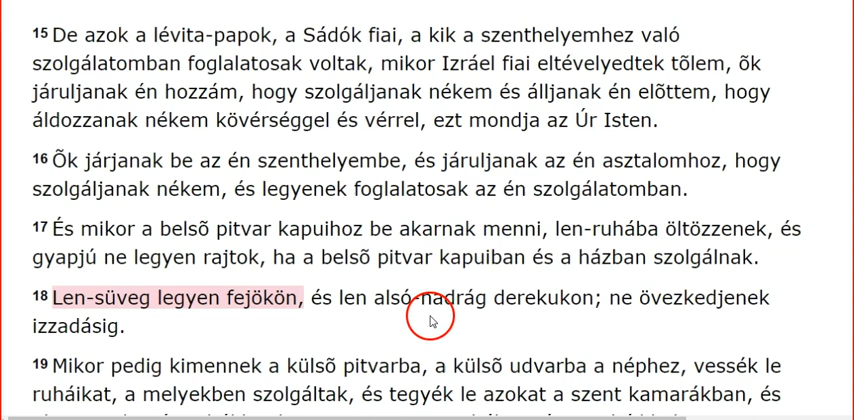 15 De azok a lévita-papok, a Sádók fiai, a kik a szenthelyemhez való
szolgálatomban foglalatosak voltak, mikor Izráel fiai eltévelyedtek tõlem, õk
járuljanak én hozzám, hogy szolgáljanak nékem és álljanak én elõttem, hogy
áldozzanak nékem kövérséggel és vérrel, ezt mondja az Úr Isten.
16 Õk járjanak be az én szenthelyembe, és járuljanak az én asztalomhoz, hogy
szolgáljanak nékem, és legyenek foglalatosak az én szolgálatomban.
17 És mikor a belsõ pitvar kapuihoz be akarnak menni, len-ruhába öltözzenek, és
gyapjú ne legyen rajtok, ha a belsõ pitvar kapuiban és a házban szolgálnak.
18 Len-süveg legyen fejökön, és len alsó-nadrág derekukon; ne övezkedjenek
izzadásig.
19 Mikor pedig kimennek a külsõ pitvarba, a külsõ udvarba a néphez, vessék le
ruháikat, a melyekben szolgáltak, és tegyék le azokat a szent kamarákban, és